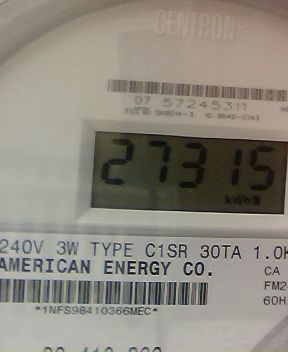 CENTRON
07 57245311
27315
kWh
240V 3W TYPE C1SR 30TA 1.0K
AMERICAN ENERGY CO.
CA
FM2
60H
*1NFS98410366MEC*